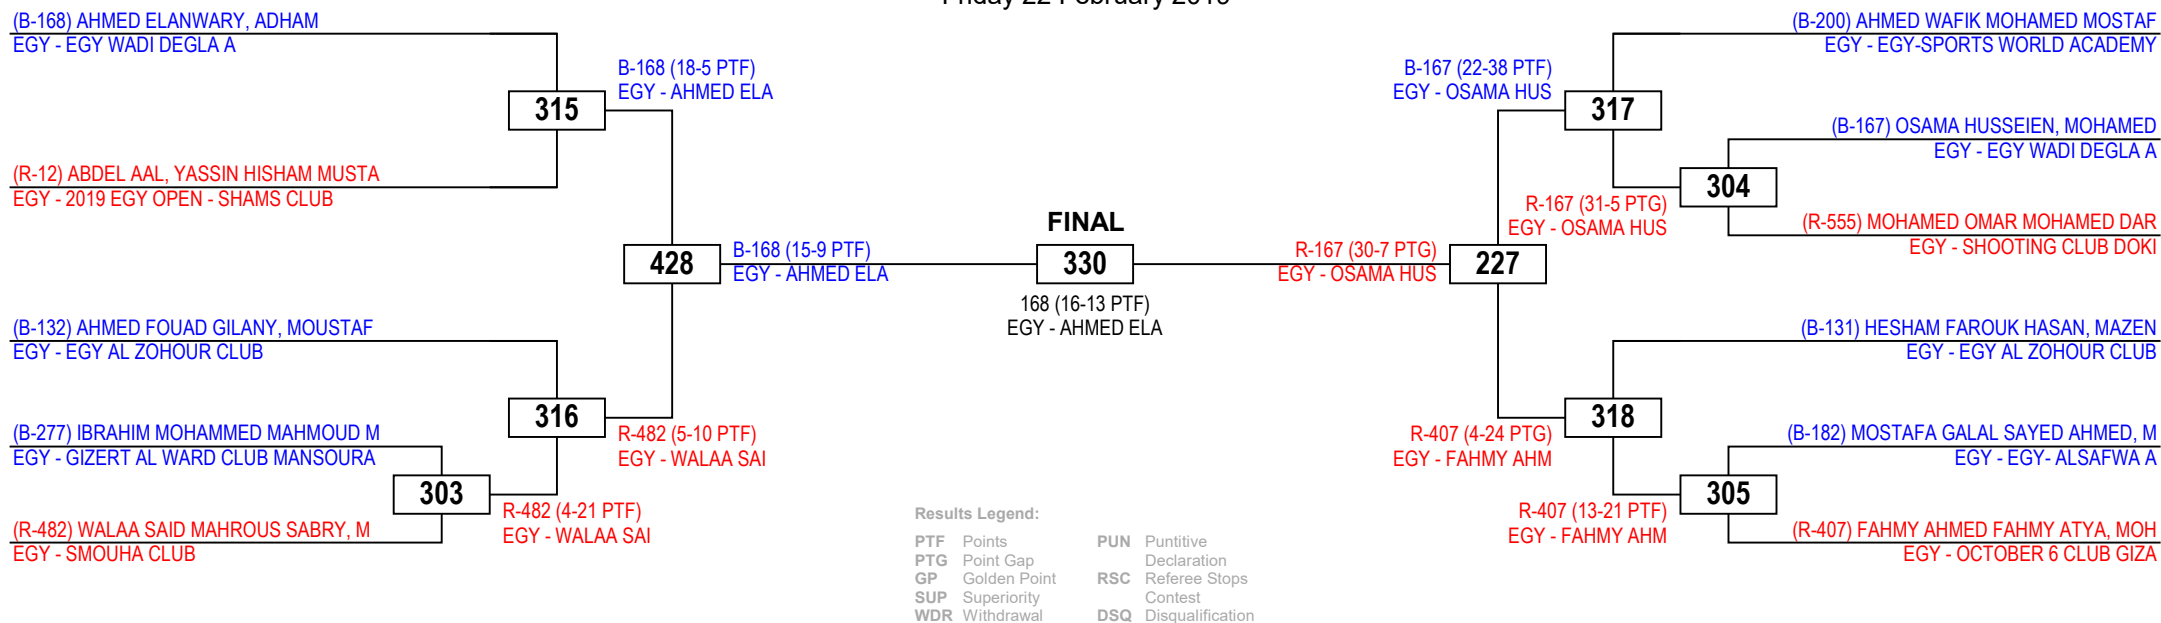 (B-168) AHMED ELANWARY, ADHAM
EGY - EGY WADI DEGLA A
B-168 (18-5 PTF)
EGY - AHMED ELA
315
(R-12) ABDEL AAL, YASSIN HISHAM MUSTA
EGY - 2019 EGY OPEN - SHAMS CLUB
428
B-168 (15-9 PTF)
EGY - AHMED ELA
(B-132) AHMED FOUAD GILANY, MOUSTAF
EGY - EGY AL ZOHOUR CLUB
316
R-482 (5-10 PTF)
EGY - WALAA SAI
(B-277) IBRAHIM MOHAMMED MAHMOUD M
EGY - GIZERT AL WARD CLUB MANSOURA
303
R-482 (4-21 PTF)
EGY - WALAA SAI
(R-482) WALAA SAID MAHROUS SABRY, M
EGY - SMOUHA CLUB
FINAL
330
168 (16-13 PTF)
EGY - AHMED ELA
(B-200) AHMED WAFIK MOHAMED MOSTAF
EGY - EGY-SPORTS WORLD ACADEMY
B-167 (22-38 PTF)
EGY - OSAMA HUS
317
(B-167) OSAMA HUSSEIEN, MOHAMED
EGY - EGY WADI DEGLA A
304
R-167 (31-5 PTG)
EGY - OSAMA HUS
(R-555) MOHAMED OMAR MOHAMED DAR
EGY - SHOOTING CLUB DOKI
R-167 (30-7 PTG)
EGY - OSAMA HUS
227
(B-131) HESHAM FAROUK HASAN, MAZEN
EGY - EGY AL ZOHOUR CLUB
318
R-407 (4-24 PTG)
EGY - FAHMY AHM
(B-182) MOSTAFA GALAL SAYED AHMED, M
EGY - EGY- ALSAFWA A
305
R-407 (13-21 PTF)
EGY - FAHMY AHM
(R-407) FAHMY AHMED FAHMY ATYA, MOH
EGY - OCTOBER 6 CLUB GIZA
Results Legend:
PTF Points
PTG Point Gap
GP Golden Point
SUP Superiority
WDR Withdrawal
PUN Puntitive
Declaration
RSC Referee Stops
Contest
DSQ Disqualification